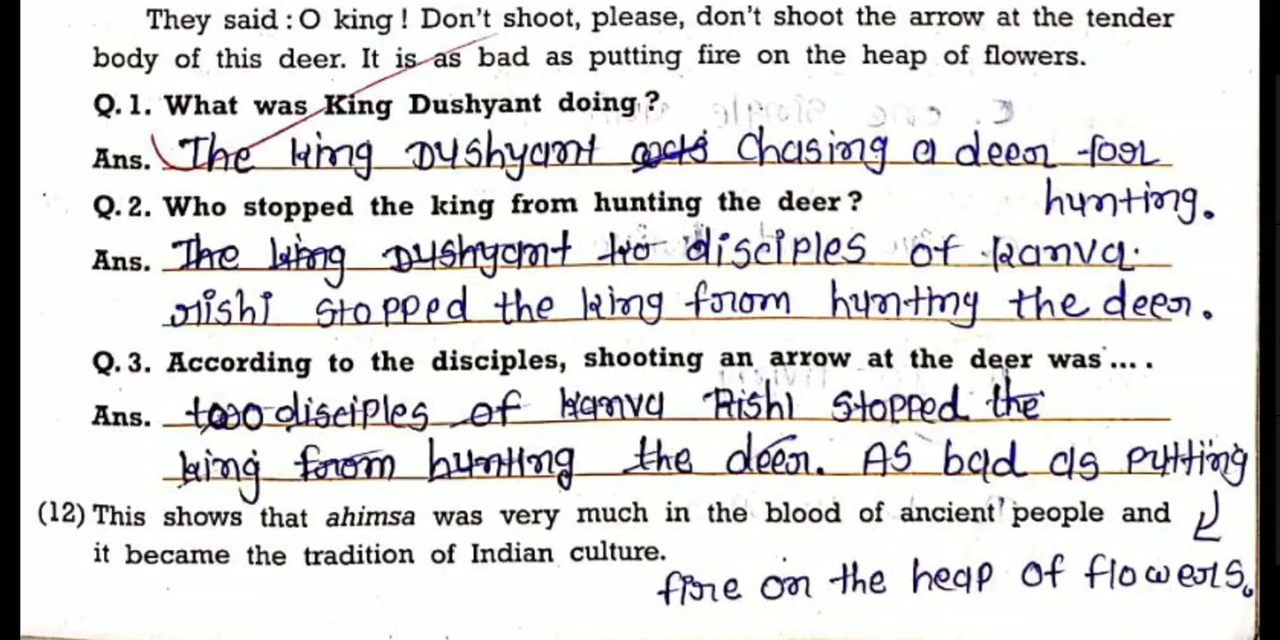 They said : O king ! Don't shoot, please, don't shoot the arrow at the tender
body of this deer. It is as bad as putting fire on the heap of flowers.
Q. 1. What was King Dushyant doing ?
Ans. The king Dushyant chasing a deer for
hunting.
Q. 2. Who stopped the king from hunting the deer ?
Ans. The king Dushyant two disciples of Kanva
rishi stopped the king from hunting the deer.
Q. 3. According to the disciples, shooting an arrow at the deer was ... .
Ans. two disciples of Kanva Rishi stopped the
king from hunting the deer. As bad as putting
(12) This shows that ahimsa was very much in the blood of ancient people and
it became the tradition of Indian culture.
fire on the heap of flowers.